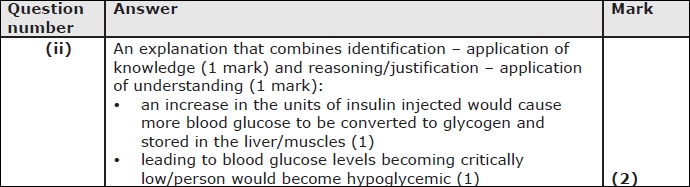 Question number Answer Mark
(ii) An explanation that combines identification – application of
knowledge (1 mark) and reasoning/justification – application
of understanding (1 mark):
• an increase in the units of insulin injected would cause
more blood glucose to be converted to glycogen and
stored in the liver/muscles (1)
• leading to blood glucose levels becoming critically
low/person would become hypoglycemic (1) (2)